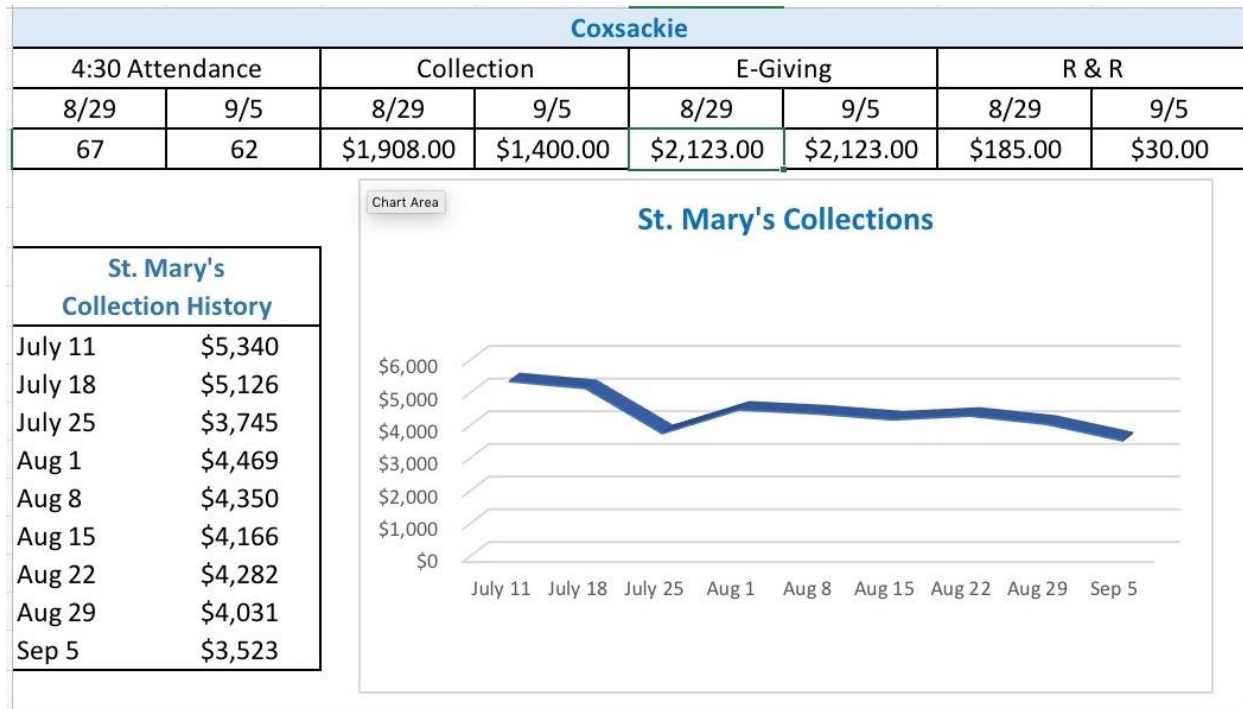 Coxsackie
4:30 Attendance Collection E-Giving R & R
8/29 9/5 8/29 9/5 8/29 9/5 8/29 9/5
67 62 $1,908.00 $1,400.00 $2,123.00 $2,123.00 $185.00 $30.00
St. Mary's
Collection History
July 11 $5,340
July 18 $5,126
July 25 $3,745
Aug 1 $4,469
Aug 8 $4,350
Aug 15 $4,166
Aug 22 $4,282
Aug 29 $4,031
Sep 5 $3,523
Chart Area
St. Mary's Collections
$6,000
$5,000
$4,000
$3,000
$2,000
$1,000
$0
July 11 July 18 July 25 Aug 1 Aug 8 Aug 15 Aug 22 Aug 29 Sep 5